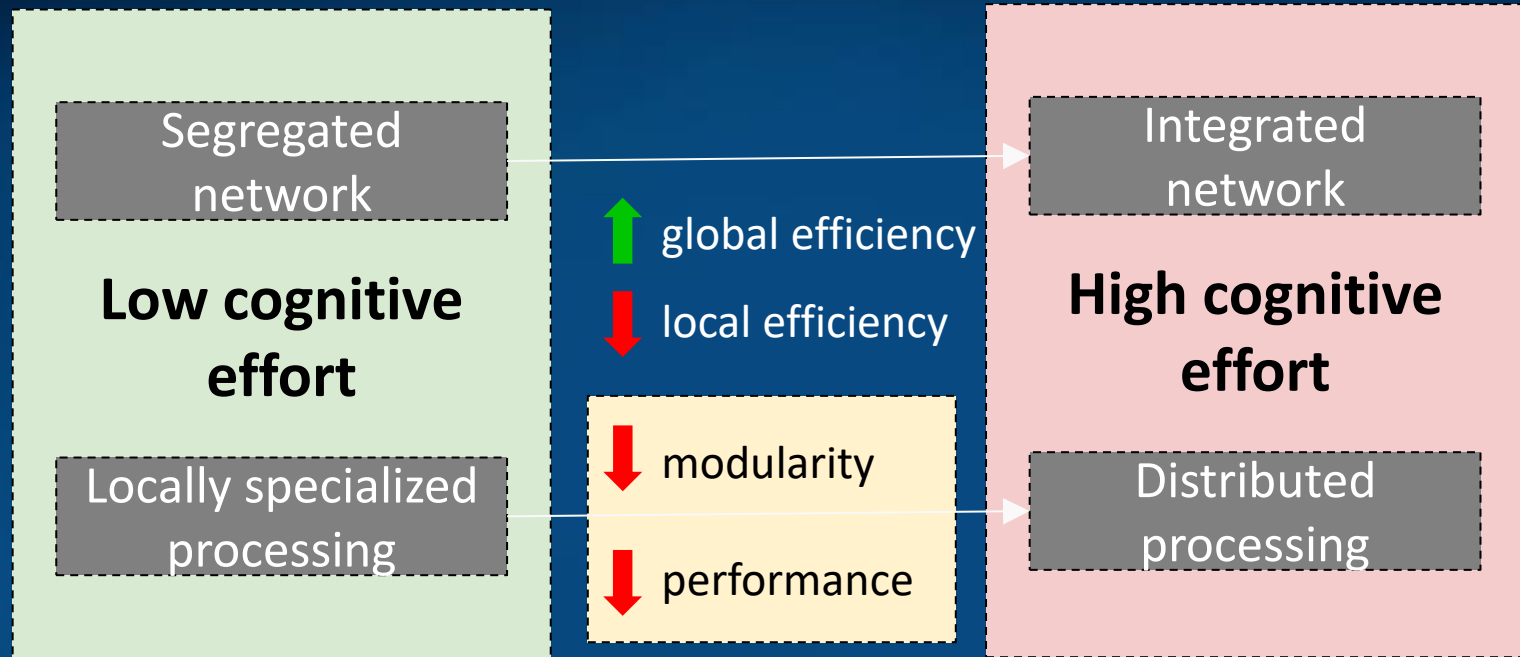 Segregated
network
Low cognitive
effort
Locally specialized
processing
global efficiency
local efficiency
modularity
performance
Integrated
network
High cognitive
effort
Distributed
processing